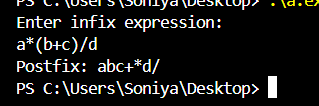 PS C:\Users\Soniya\Desktop> .\a.ex
Enter infix expression:
a*(b+c)/d
Postfix: abc+*d/
PS C:\Users\Soniya\Desktop>